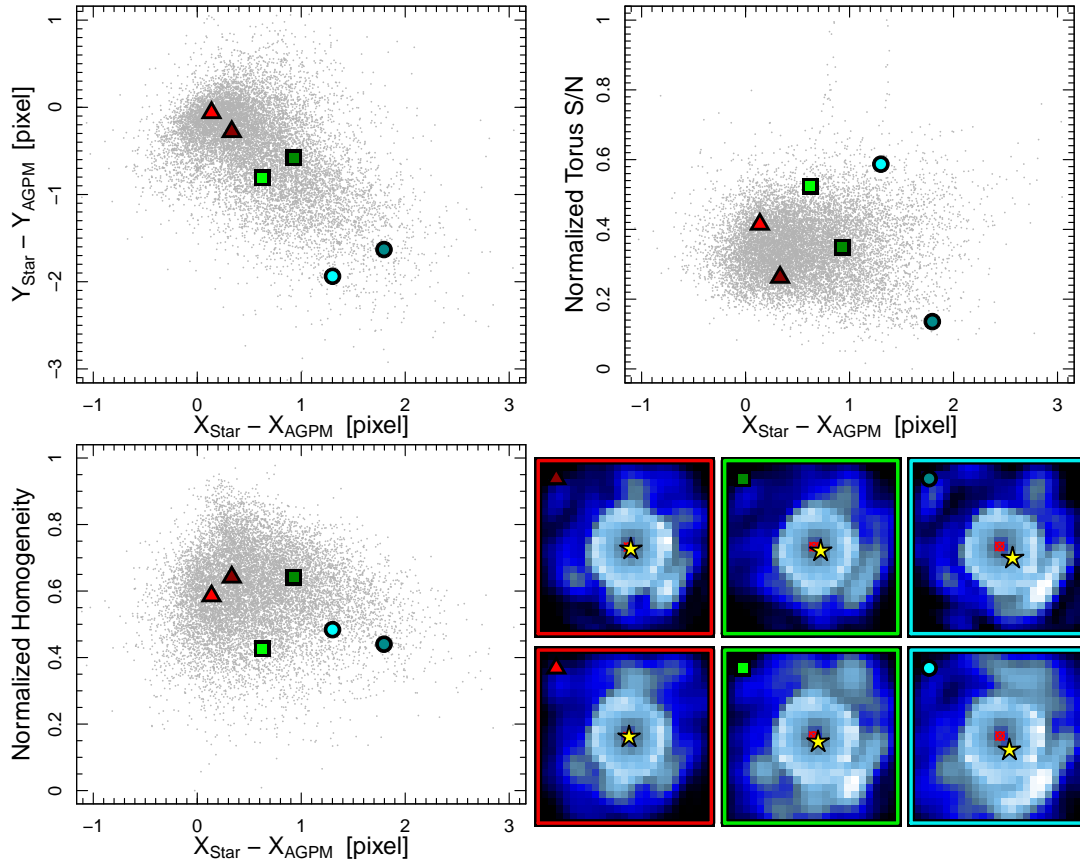 1
0
−1
−2
−3
Y_Star − Y_AGPM [pixel]
−1 0 1 2 3
X_Star − X_AGPM [pixel]
1
0.8
0.6
0.4
0.2
0
Normalized Torus S/N
−1 0 1 2 3
X_Star − X_AGPM [pixel]
1
0.8
0.6
0.4
0.2
0
Normalized Homogeneity
−1 0 1 2 3
X_Star − X_AGPM [pixel]